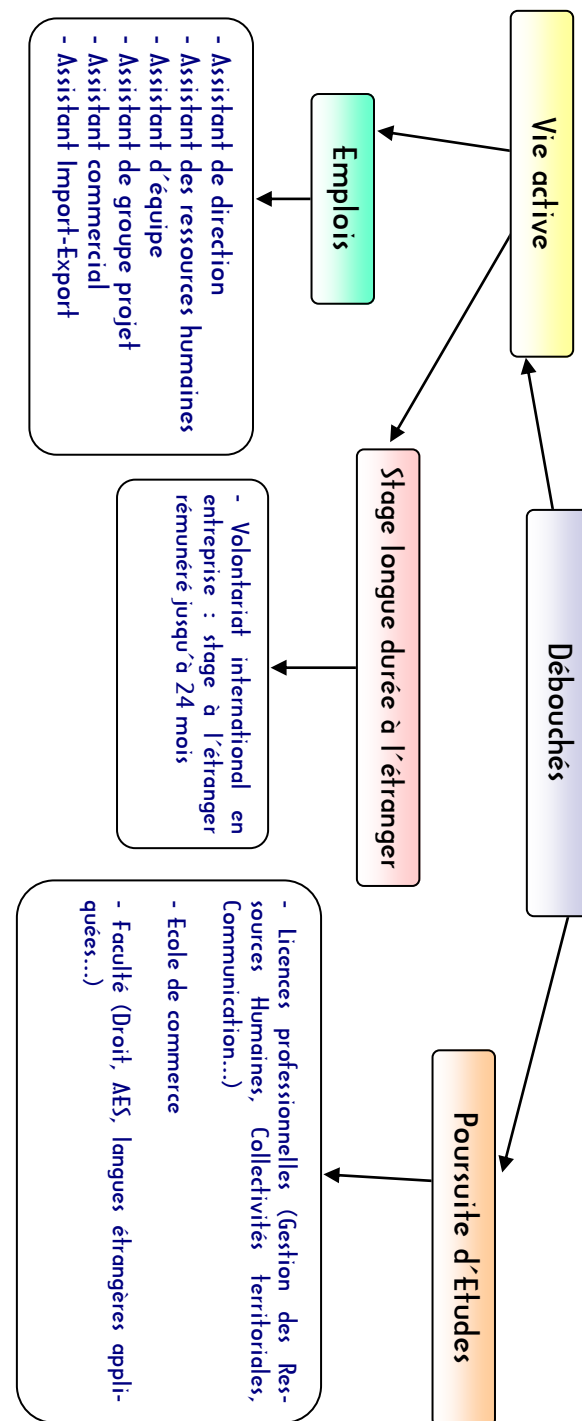 Débouchés
Vie active
Poursuite d'Etudes
Emplois
Stage longue durée à l'étranger
- Assistant de direction
- Assistant des ressources humaines
- Assistant d'équipe
- Assistant de groupe projet
- Assistant commercial
- Assistant Import-Export
- Volontariat international en
entreprise : stage à l'étranger
rémunéré jusqu'à 24 mois
- Licences professionnelles (Gestion des Res-
sources Humaines, Collectivités territoriales,
Communication...)
- Ecole de commerce
- Faculté (Droit, AES, langues étrangères appli-
quées...)